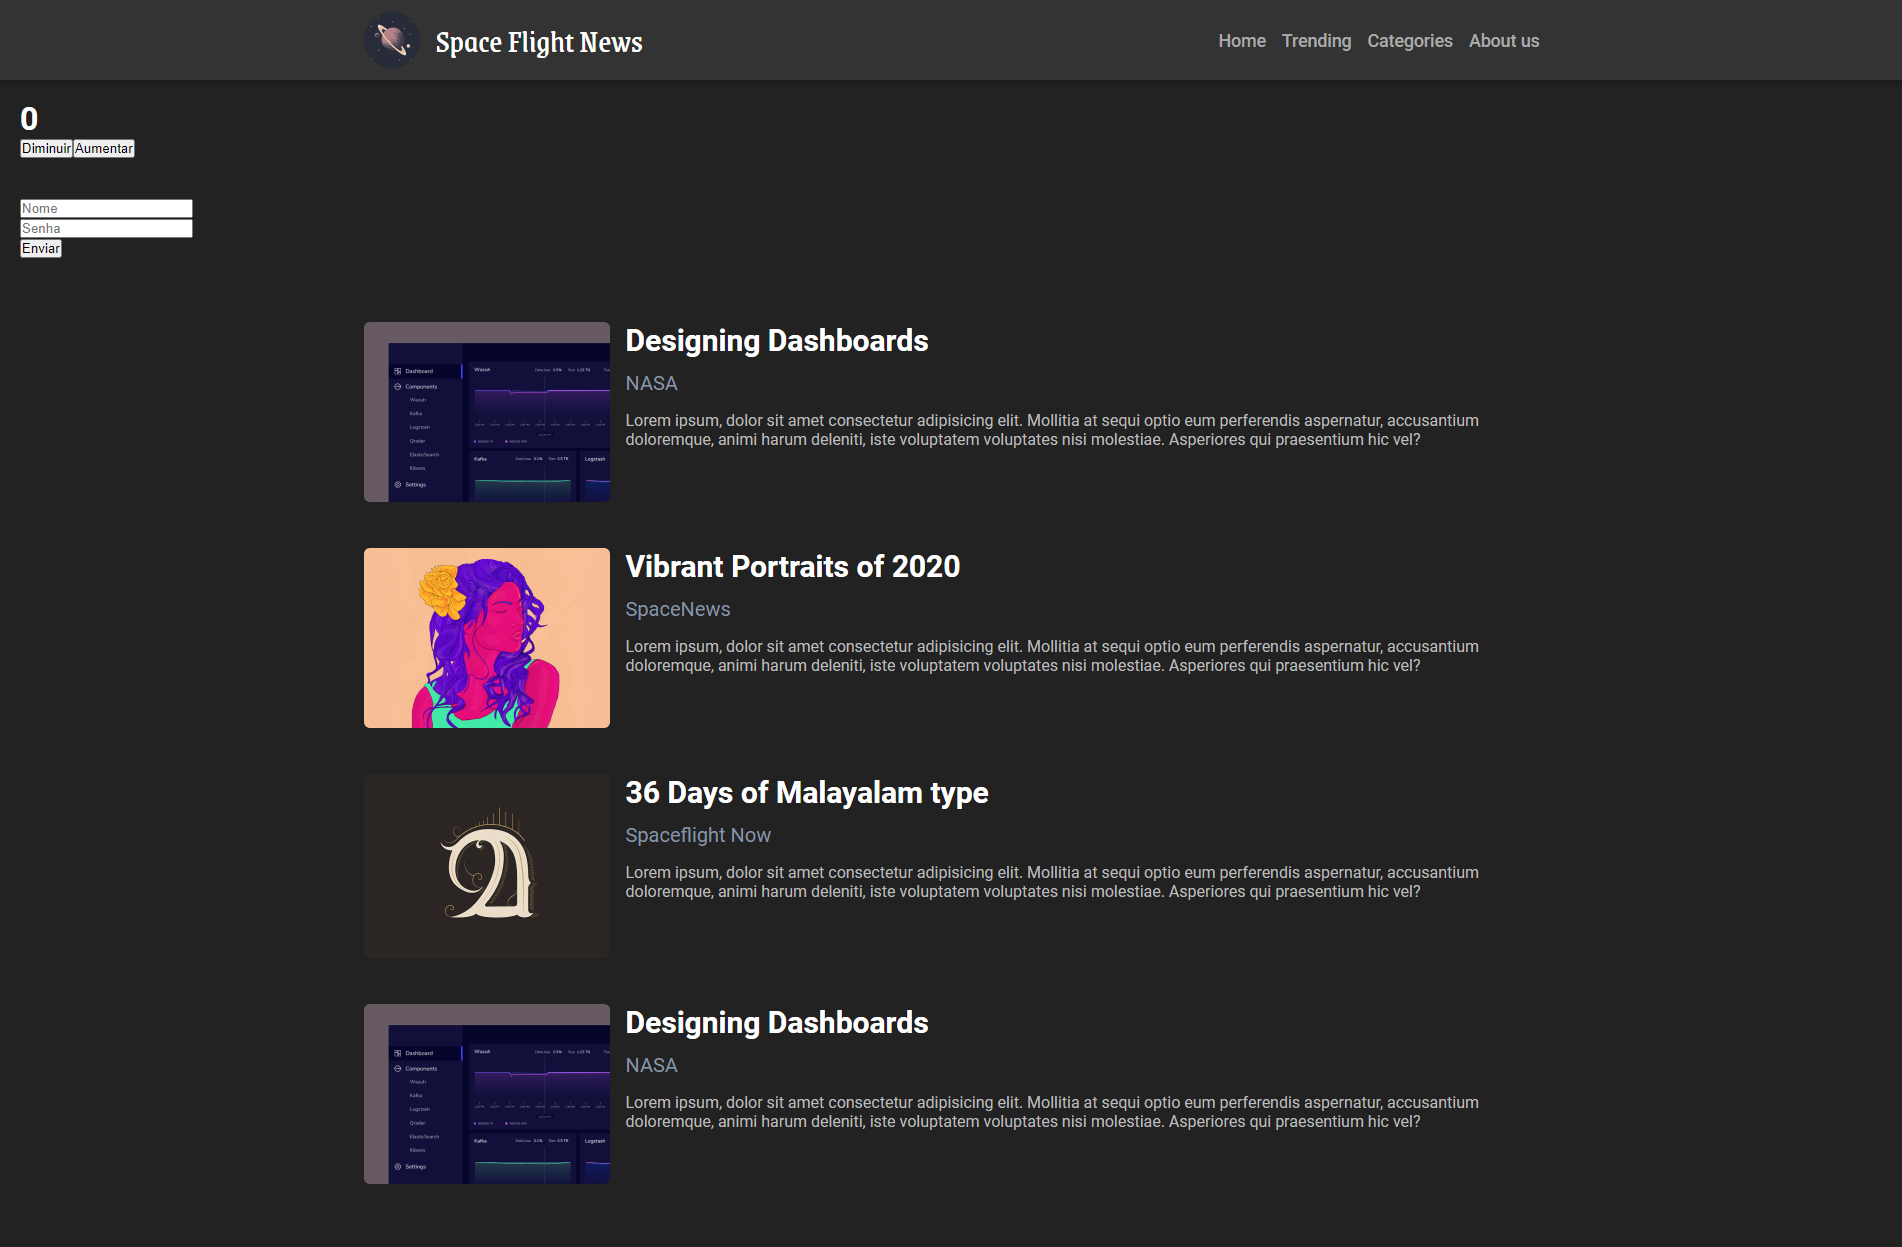 Space Flight News
Home Trending Categories About us
0
Diminuir Aumentar
Nome
Senha
Enviar
Designing Dashboards
NASA
Lorem ipsum, dolor sit amet consectetur adipisicing elit. Mollitia at sequi optio eum perferendis aspernatur, accusantium
doloremque, animi harum deleniti, iste voluptatem voluptates nisi molestiae. Asperiores qui praesentium hic vel?
Dashboard
Components
Wazuh
Kafka
Logstash
Qradar
ElasticSearch
Kibana
Settings
Wazuh
Kafka
Logstash
Vibrant Portraits of 2020
SpaceNews
Lorem ipsum, dolor sit amet consectetur adipisicing elit. Mollitia at sequi optio eum perferendis aspernatur, accusantium
doloremque, animi harum deleniti, iste voluptatem voluptates nisi molestiae. Asperiores qui praesentium hic vel?
36 Days of Malayalam type
Spaceflight Now
Lorem ipsum, dolor sit amet consectetur adipisicing elit. Mollitia at sequi optio eum perferendis aspernatur, accusantium
doloremque, animi harum deleniti, iste voluptatem voluptates nisi molestiae. Asperiores qui praesentium hic vel?
Designing Dashboards
NASA
Lorem ipsum, dolor sit amet consectetur adipisicing elit. Mollitia at sequi optio eum perferendis aspernatur, accusantium
doloremque, animi harum deleniti, iste voluptatem voluptates nisi molestiae. Asperiores qui praesentium hic vel?
Dashboard
Components
Wazuh
Kafka
Logstash
Qradar
ElasticSearch
Kibana
Settings
Wazuh
Kafka
Logstash